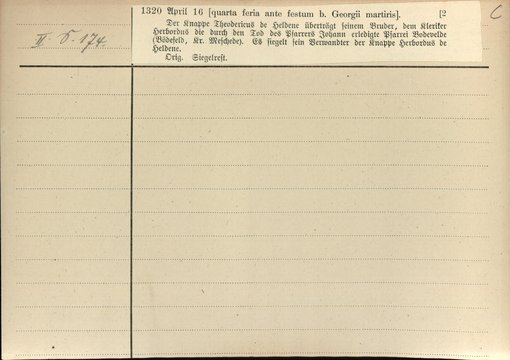 1320 April 16 [quarta feria ante festum b. Georgii martiris]. [2
C
II S. 174.
Der Knappe Theodericus de Heldene überträgt seinem Bruder, dem Kleriker
Herbordus die durch den Tod des Pfarrers Johann erledigte Pfarrei Bodevelde
(Bödefeld, Kr. Meschede). Es siegelt sein Verwandter der Knappe Herbordus de
Heldene.
Orig. Siegelrest.